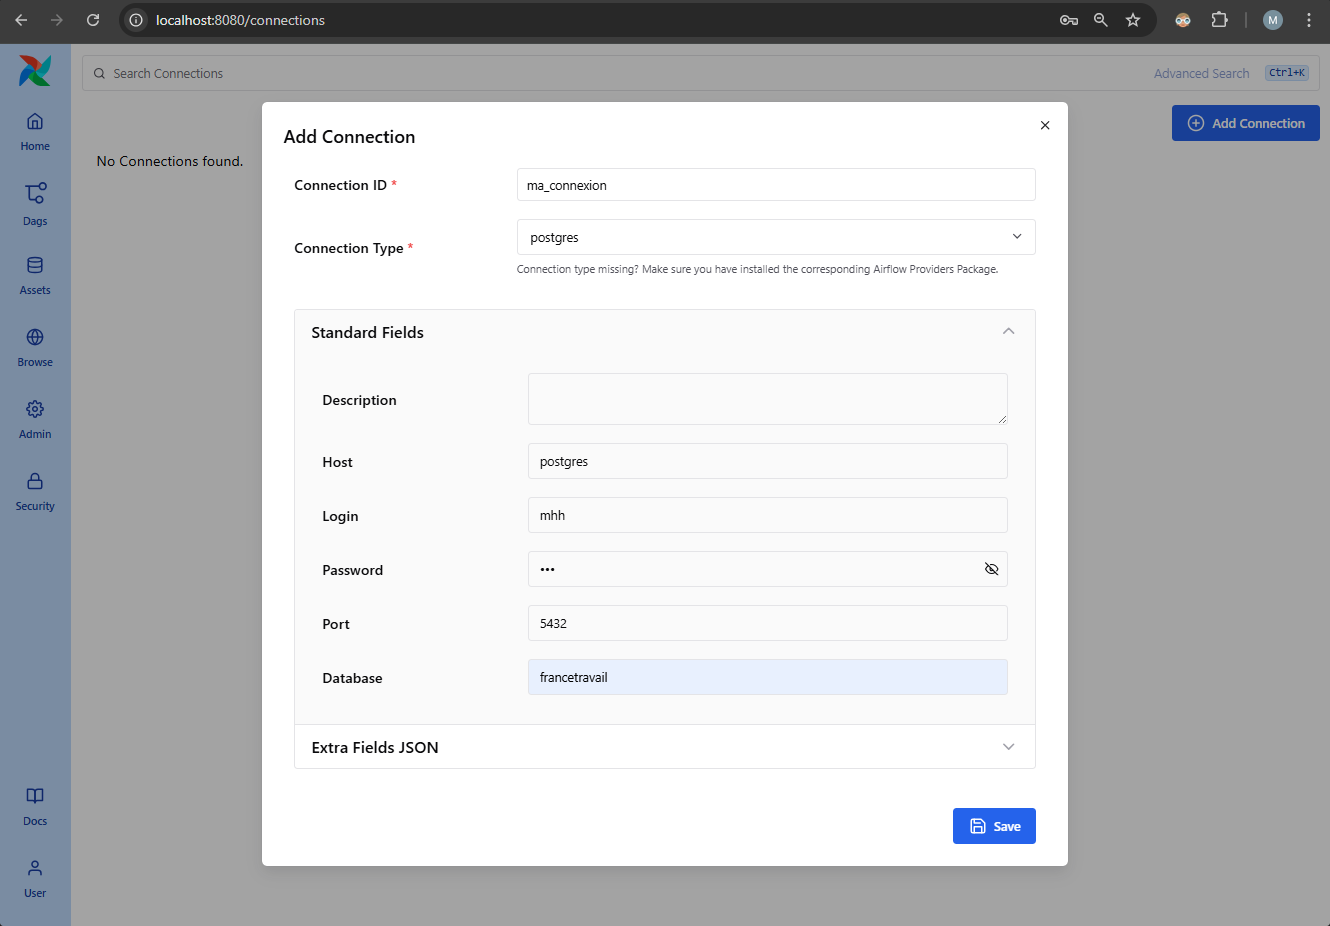 localhost:8080/connections
M
Search Connections
Advanced Search
Ctrl+K
Home
Dags
Assets
Browse
Admin
Security
Docs
User
Add Connection
No Connections found.
Add Connection
Connection ID *
ma_connexion
Connection Type *
postgres
Connection type missing? Make sure you have installed the corresponding Airflow Providers Package.
Standard Fields
Description
Host
postgres
Login
mhh
Password
•••
Port
5432
Database
francetravail
Extra Fields JSON
Save